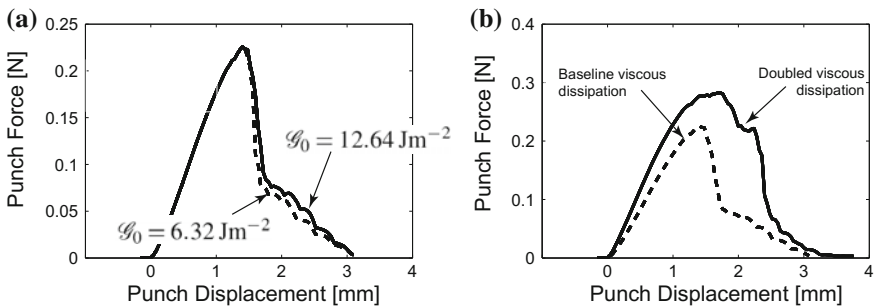 (a)
0.25
0.2
0.15
0.1
0.05
0
Punch Force [N]
𝒢₀ = 12.64 Jm⁻²
𝒢₀ = 6.32 Jm⁻²
0 1 2 3 4
Punch Displacement [mm]
(b)
0.4
0.3
0.2
0.1
0
Punch Force [N]
Baseline viscous
dissipation
Doubled viscous
dissipation
0 1 2 3 4
Punch Displacement [mm]